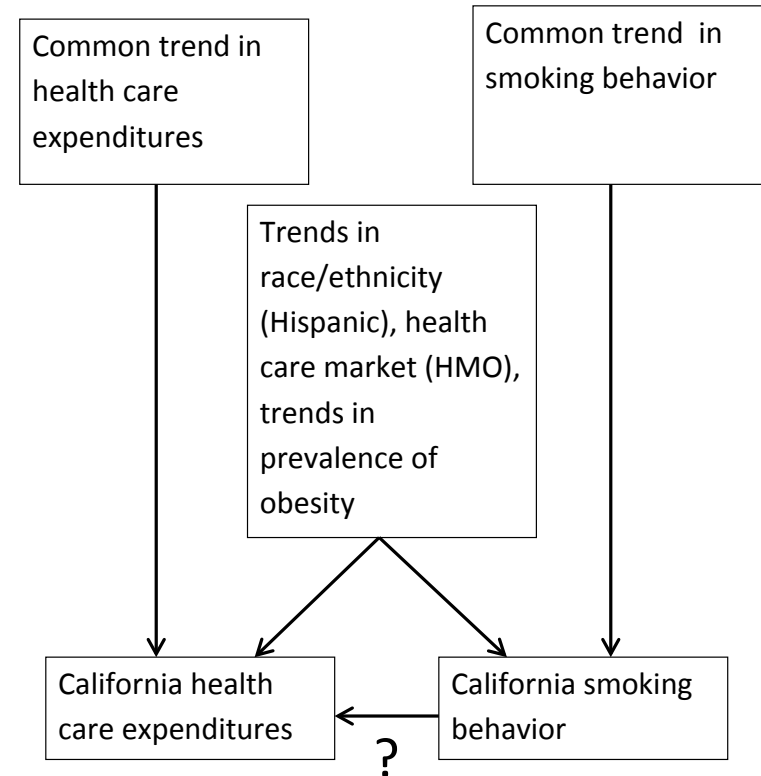 Common trend in
health care
expenditures
Common trend  in
smoking behavior
Trends in
race/ethnicity
(Hispanic), health
care market (HMO),
trends in
prevalence of
obesity
California health
care expenditures
California smoking
behavior
?